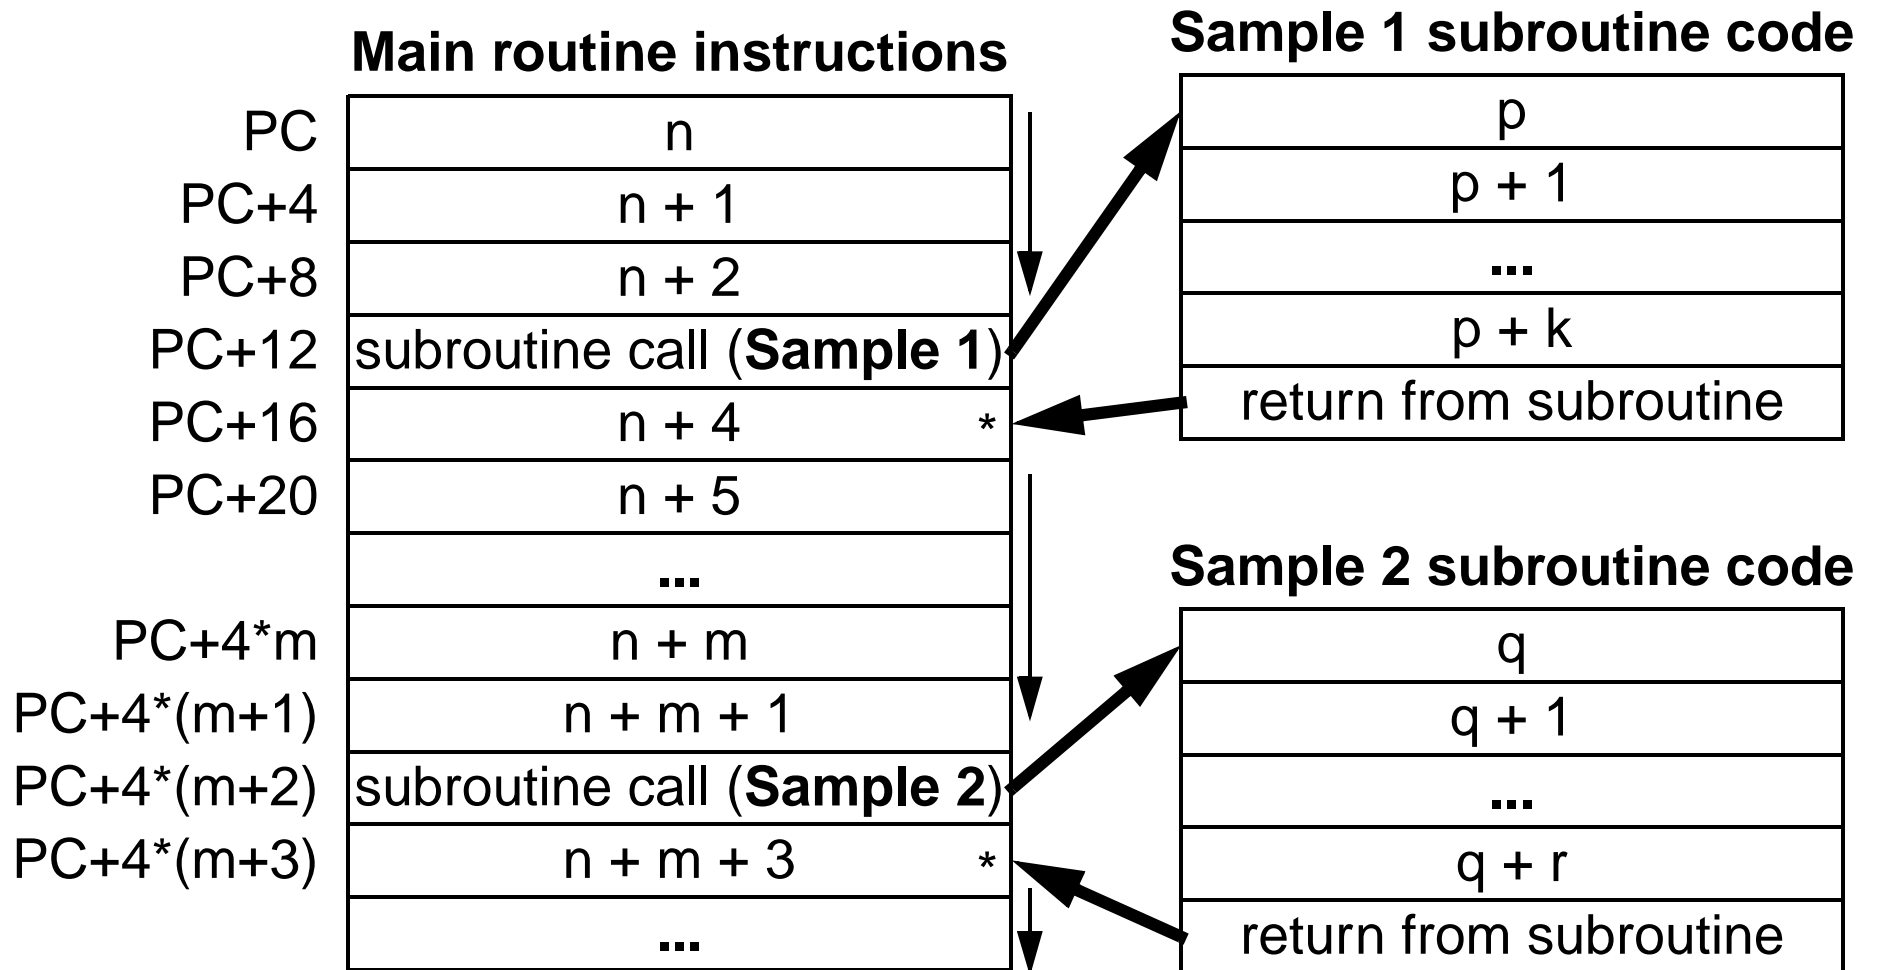 Main routine instructions
PC n
PC+4 n + 1
PC+8 n + 2
PC+12 subroutine call (Sample 1)
PC+16 n + 4 *
PC+20 n + 5
...
PC+4*m n + m
PC+4*(m+1) n + m + 1
PC+4*(m+2) subroutine call (Sample 2)
PC+4*(m+3) n + m + 3 *
...
Sample 1 subroutine code
p
p + 1
...
p + k
return from subroutine
Sample 2 subroutine code
q
q + 1
...
q + r
return from subroutine